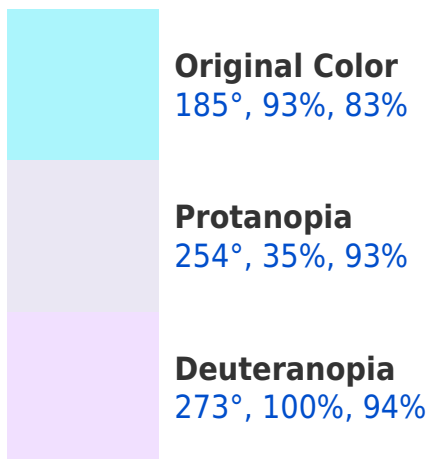 Original Color
185°, 93%, 83%
Protanopia
254°, 35%, 93%
Deuteranopia
273°, 100%, 94%